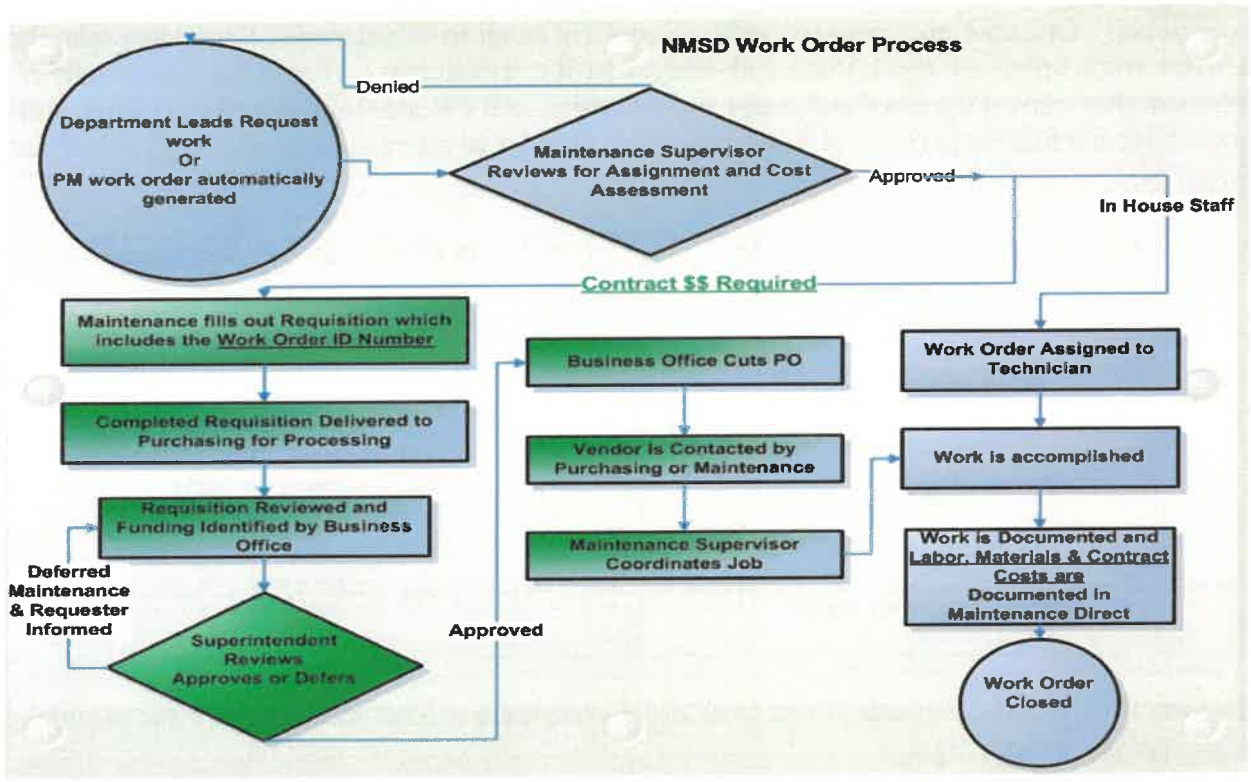 NMSD Work Order Process
Denied
Department Leads Request
work
Or
PM work order automatically
generated
Maintenance Supervisor
Reviews for Assignment and Cost
Assessment
Approved
In House Staff
Contract $$ Required
Maintenance fills out Requisition which
includes the Work Order ID Number
Completed Requisition Delivered to
Purchasing for Processing
Requisition Reviewed and
Funding Identified by Business
Office
Deferred
Maintenance
& Requester
Informed
Superintendent
Reviews
Approves or Defers
Approved
Business Office Cuts PO
Vendor is Contacted by
Purchasing or Maintenance
Maintenance Supervisor
Coordinates Job
Work Order Assigned to
Technician
Work is accomplished
Work is Documented and
Labor, Materials & Contract
Costs are
Documented in
Maintenance Direct
Work Order
Closed